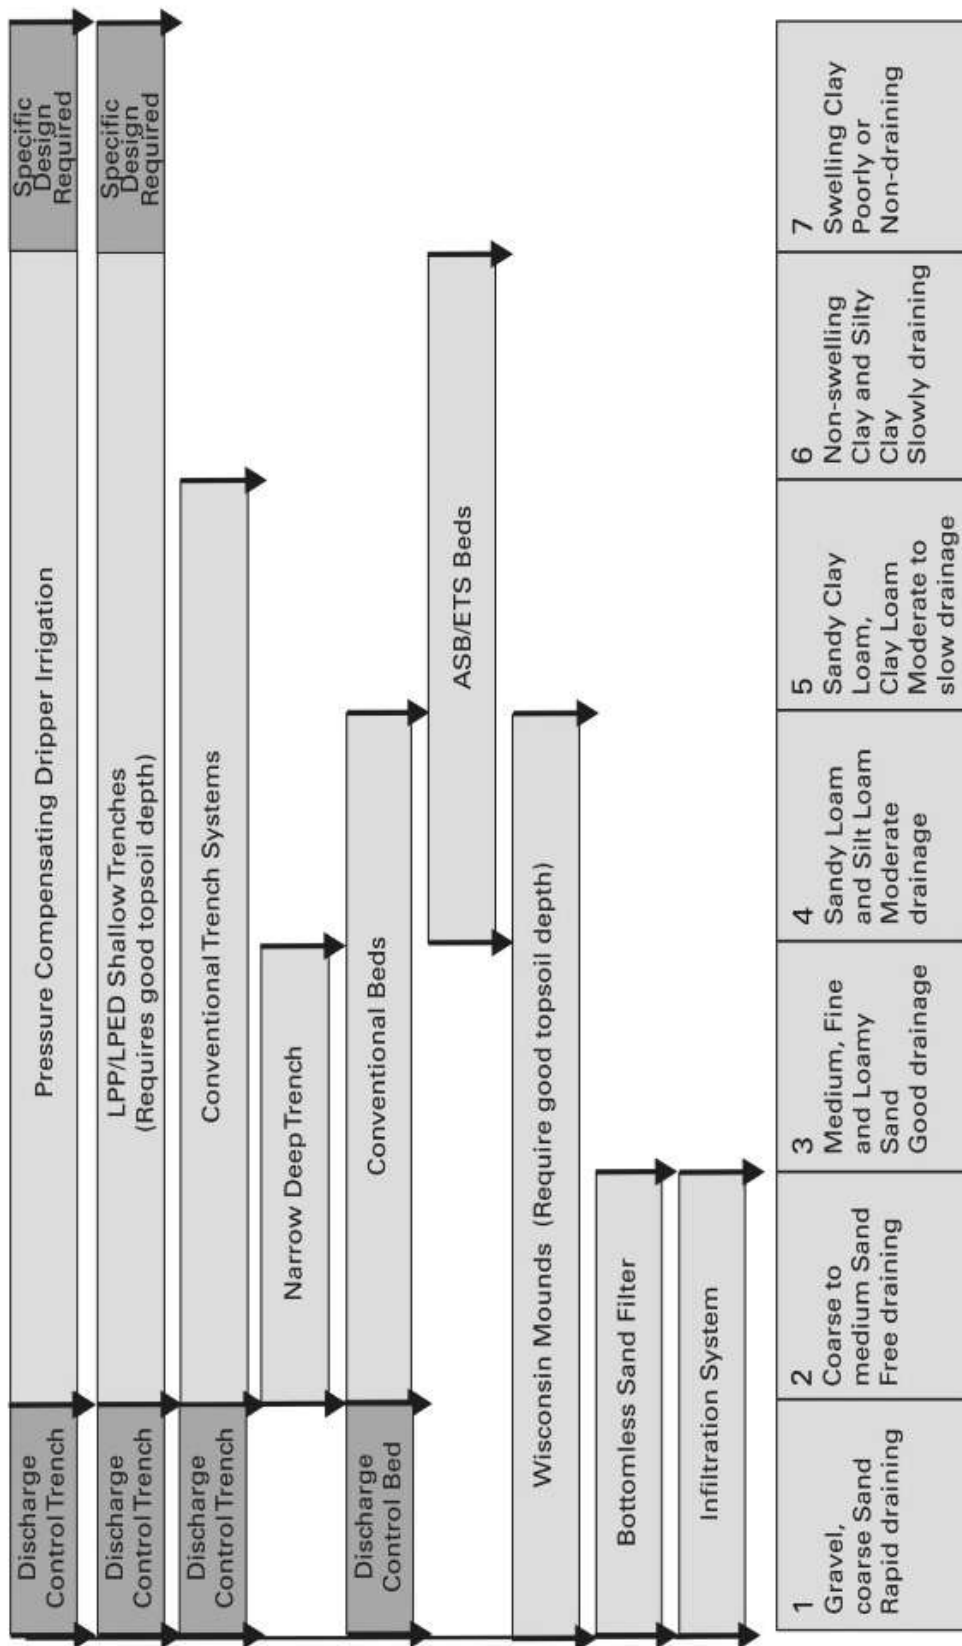 Discharge
Control Trench
Pressure Compensating Dripper Irrigation
Specific
Design
Required
Discharge
Control Trench
LPP/LPED Shallow Trenches
(Requires good topsoil depth)
Specific
Design
Required
Discharge
Control Trench
Conventional Trench Systems
Narrow Deep Trench
Discharge
Control Bed
Conventional Beds
ASB/ETS Beds
Wisconsin Mounds (Require good topsoil depth)
Bottomless Sand Filter
Infiltration System
1
Gravel,
coarse Sand
Rapid draining
2
Coarse to
medium Sand
Free draining
3
Medium, Fine
and Loamy
Sand
Good drainage
4
Sandy Loam
and Silt Loam
Moderate
drainage
5
Sandy Clay
Loam,
Clay Loam
Moderate to
slow drainage
6
Non-swelling
Clay and Silty
Clay
Slowly draining
7
Swelling Clay
Poorly or
Non-draining